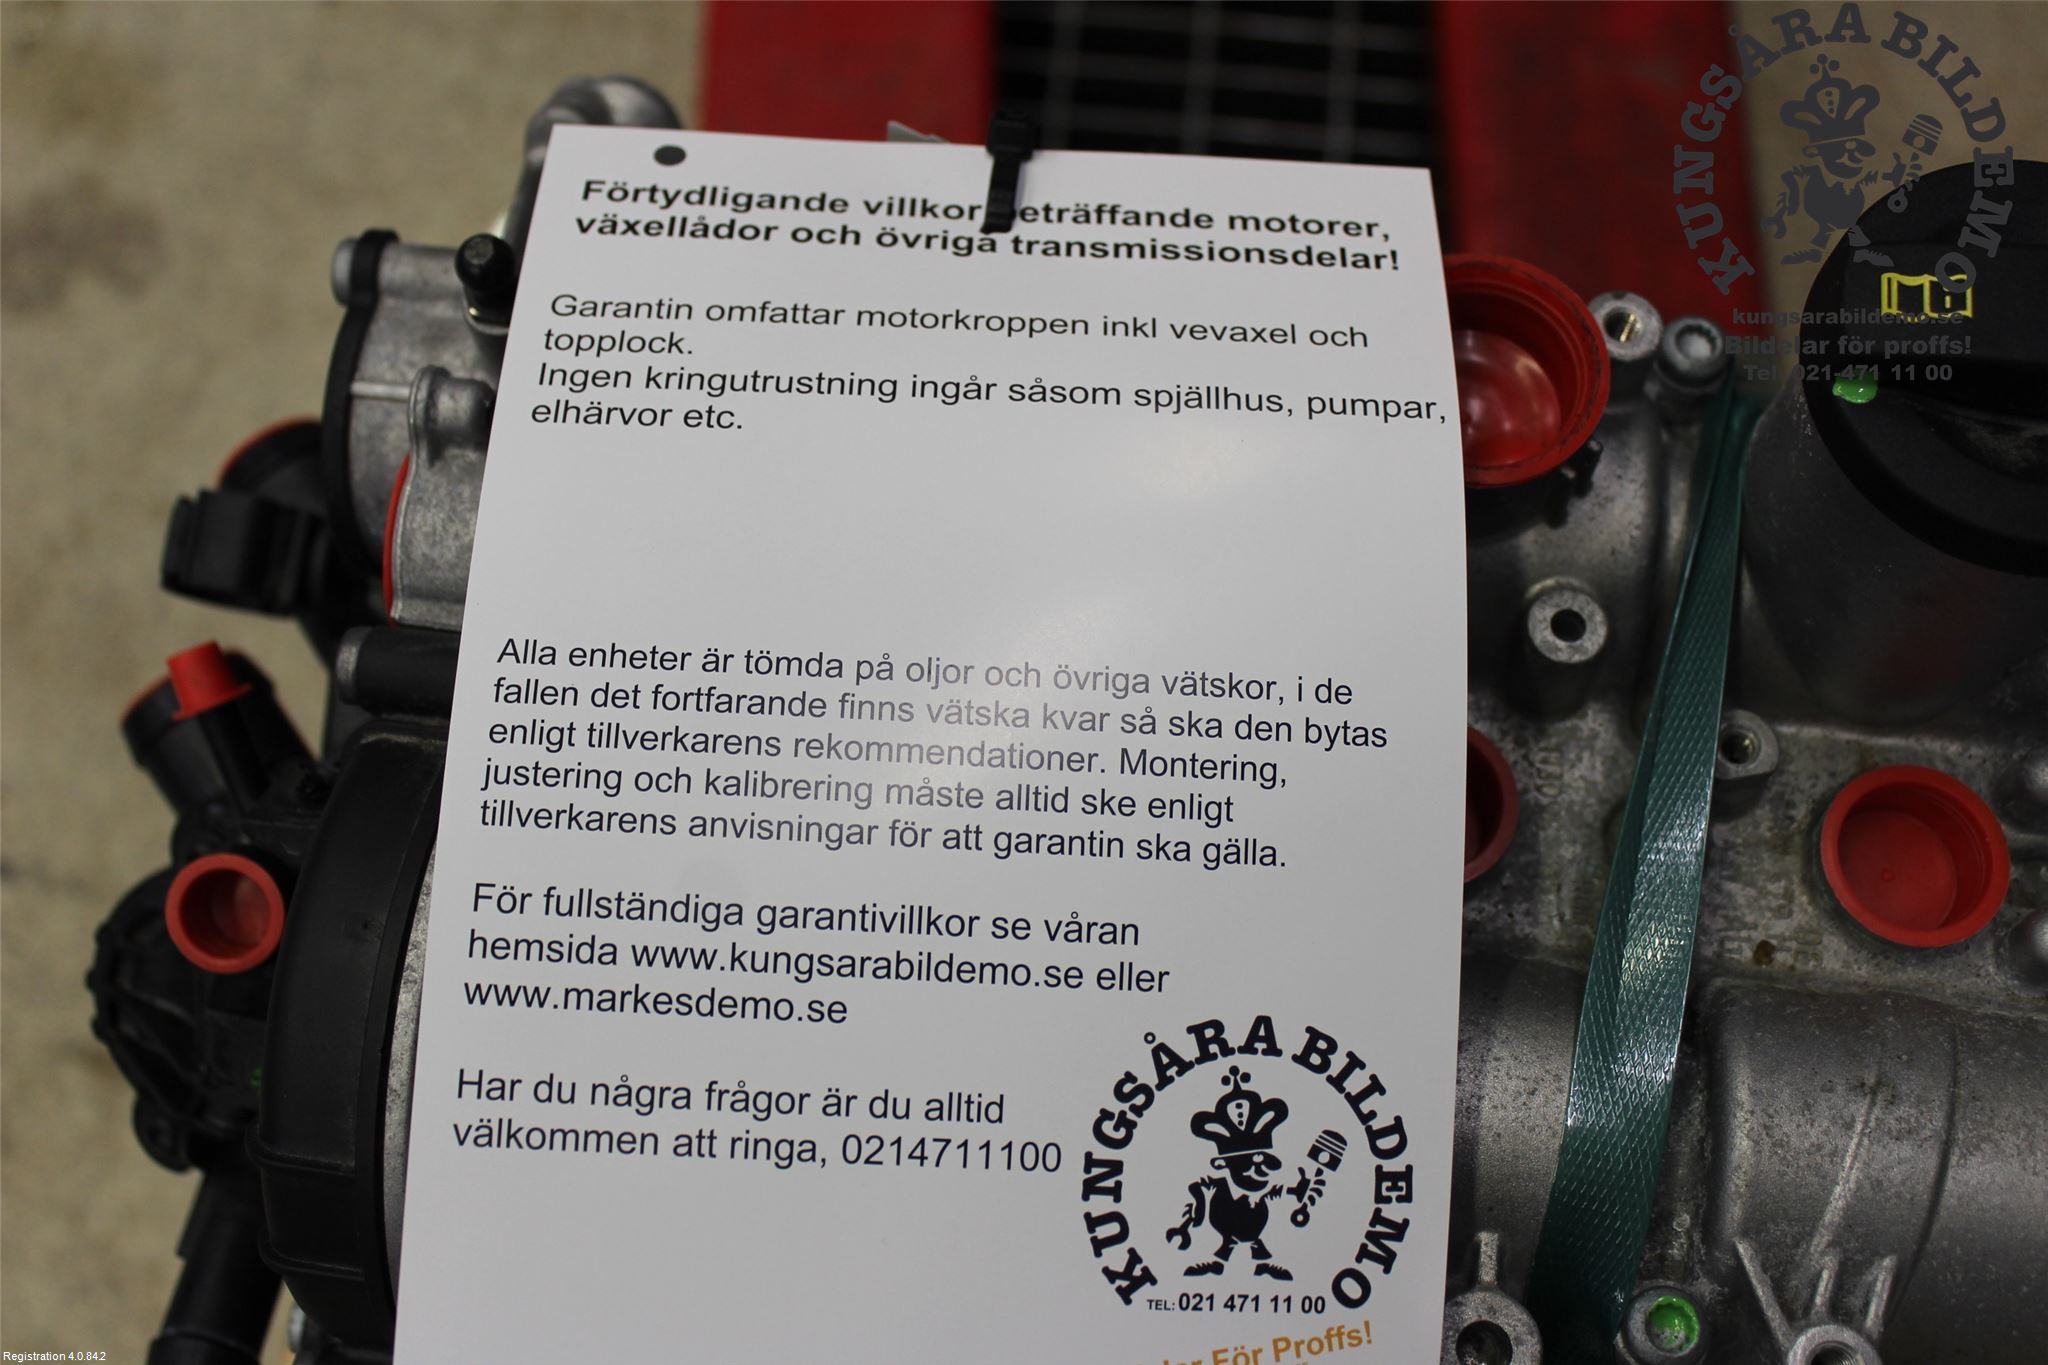 Förtydligande villkor beträffande motorer,
växellådor och övriga transmissionsdelar!
Garantin omfattar motorkroppen inkl vevaxel och
topplock.
Ingen kringutrustning ingår såsom spjällhus, pumpar,
elhärvor etc.
Alla enheter är tömda på oljor och övriga vätskor, i de
fallen det fortfarande finns vätska kvar så ska den bytas
enligt tillverkarens rekommendationer. Montering,
justering och kalibrering måste alltid ske enligt
tillverkarens anvisningar för att garantin ska gälla.
För fullständiga garantivillkor se våran
hemsida www.kungsarabildemo.se eller
www.markesdemo.se
Har du några frågor är du alltid
välkommen att ringa, 0214711100
KUNGSÅRA BILDEMO
TEL: 021 471 11 00
För Proffs!
KUNGSÅRA BILDEMO
kungsarabildemo.se
Bildelar för proffs!
Tel. 021-471 11 00
Registration 4.0.84.2